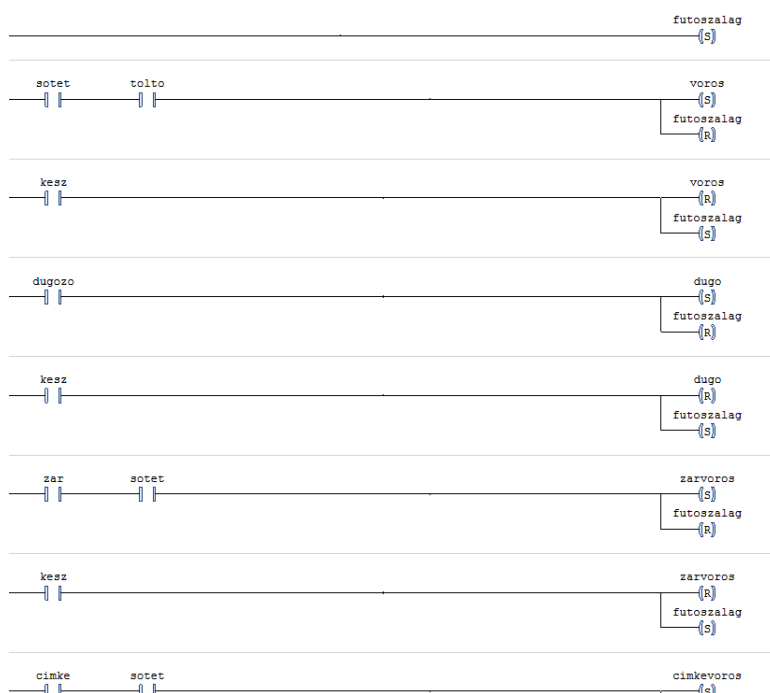 futoszalag
S
sotet tolto voros
S
futoszalag
R
kesz voros
R
futoszalag
S
dugozo dugo
S
futoszalag
R
kesz dugo
R
futoszalag
S
zar sotet zarvoros
S
futoszalag
R
kesz zarvoros
R
futoszalag
S
cimke sotet cimkevoros
S